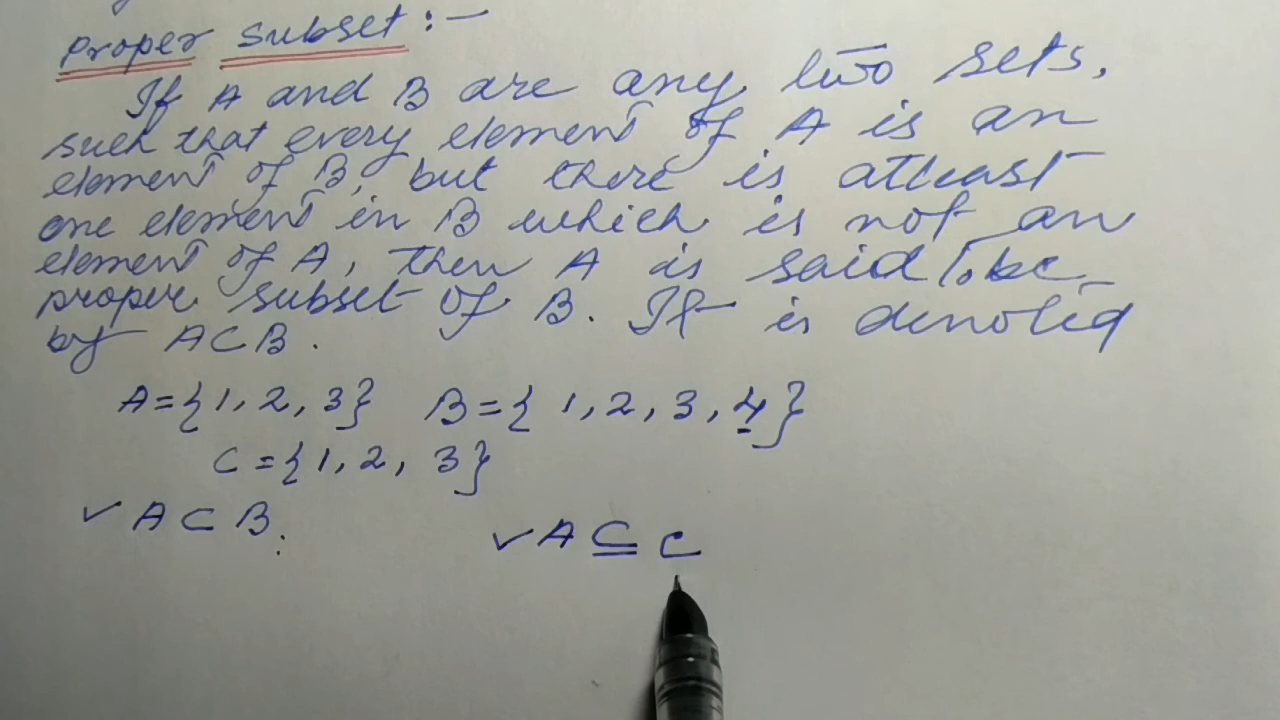 Proper subset :-
If A and B are any two sets,
such that every element of A is an
element of B, but there is atleast
one element in B which is not an
element of A, then A is said to be
proper subset of B. It is denoted
by A⊂B.
A={1, 2, 3} B={ 1, 2, 3, 4}
C={1, 2, 3}
✓ A ⊂ B.
✓ A ⊆ C